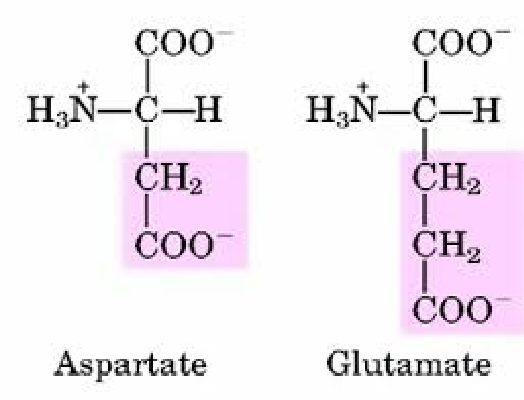 COO⁻ COO⁻
H₃N⁺—C—H H₃N⁺—C—H
CH₂ CH₂
COO⁻ CH₂
COO⁻
Aspartate Glutamate